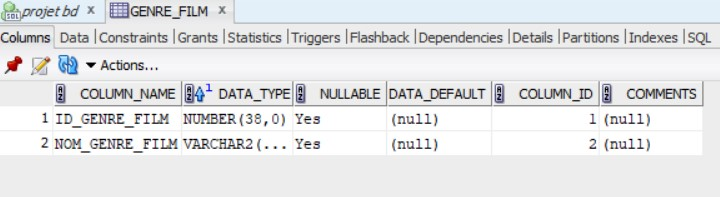 projet bd x GENRE_FILM x
Columns Data |Constraints |Grants |Statistics |Triggers |Flashback |Dependencies |Details |Partitions |Indexes |SQL
Actions...
COLUMN_NAME 1 DATA_TYPE NULLABLE DATA_DEFAULT COLUMN_ID COMMENTS
1 ID_GENRE_FILM NUMBER(38,0) Yes (null) 1 (null)
2 NOM_GENRE_FILM VARCHAR2(... Yes (null) 2 (null)